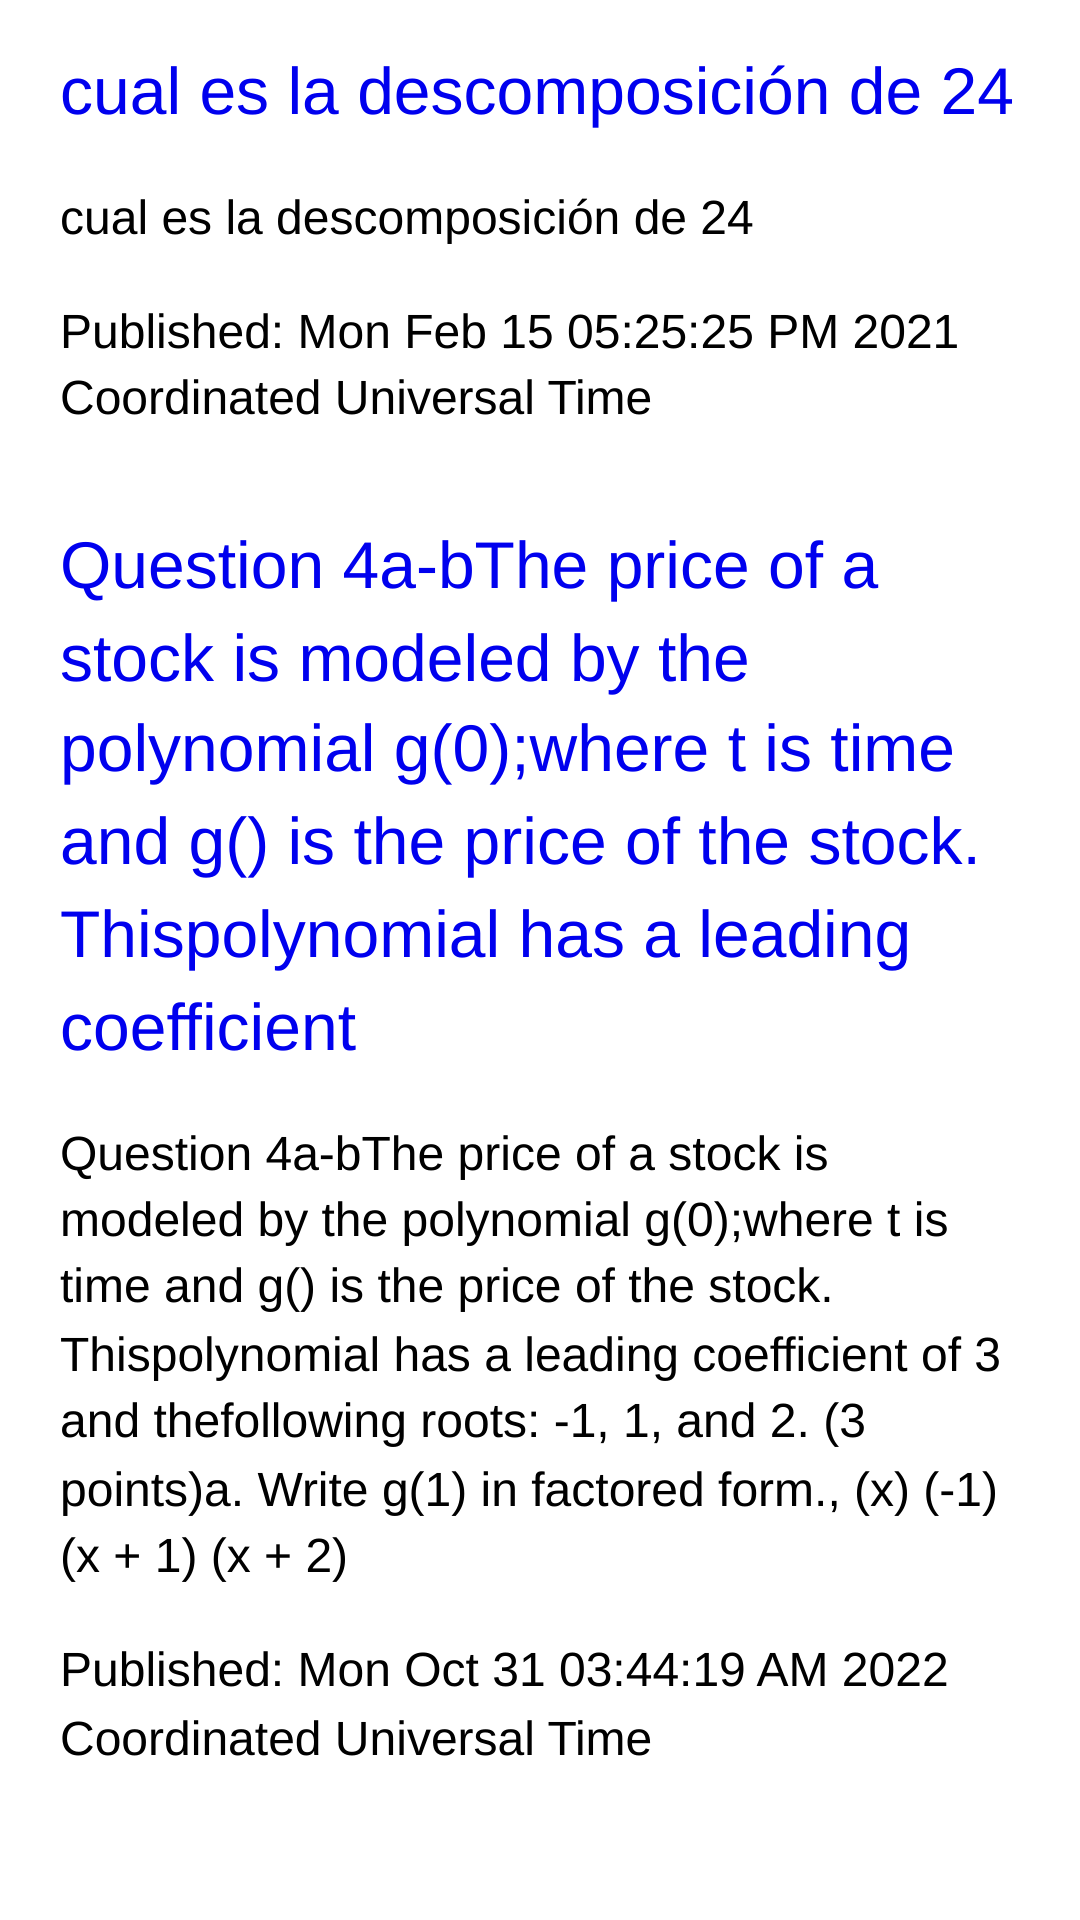 cual es la descomposición de 24
cual es la descomposición de 24
Published: Mon Feb 15 05:25:25 PM 2021
Coordinated Universal Time
Question 4a-bThe price of a
stock is modeled by the
polynomial g(0);where t is time
and g() is the price of the stock.
Thispolynomial has a leading
coefficient
Question 4a-bThe price of a stock is
modeled by the polynomial g(0);where t is
time and g() is the price of the stock.
Thispolynomial has a leading coefficient of 3
and thefollowing roots: -1, 1, and 2. (3
points)a. Write g(1) in factored form., (x) (-1)
(x + 1) (x + 2)
Published: Mon Oct 31 03:44:19 AM 2022
Coordinated Universal Time